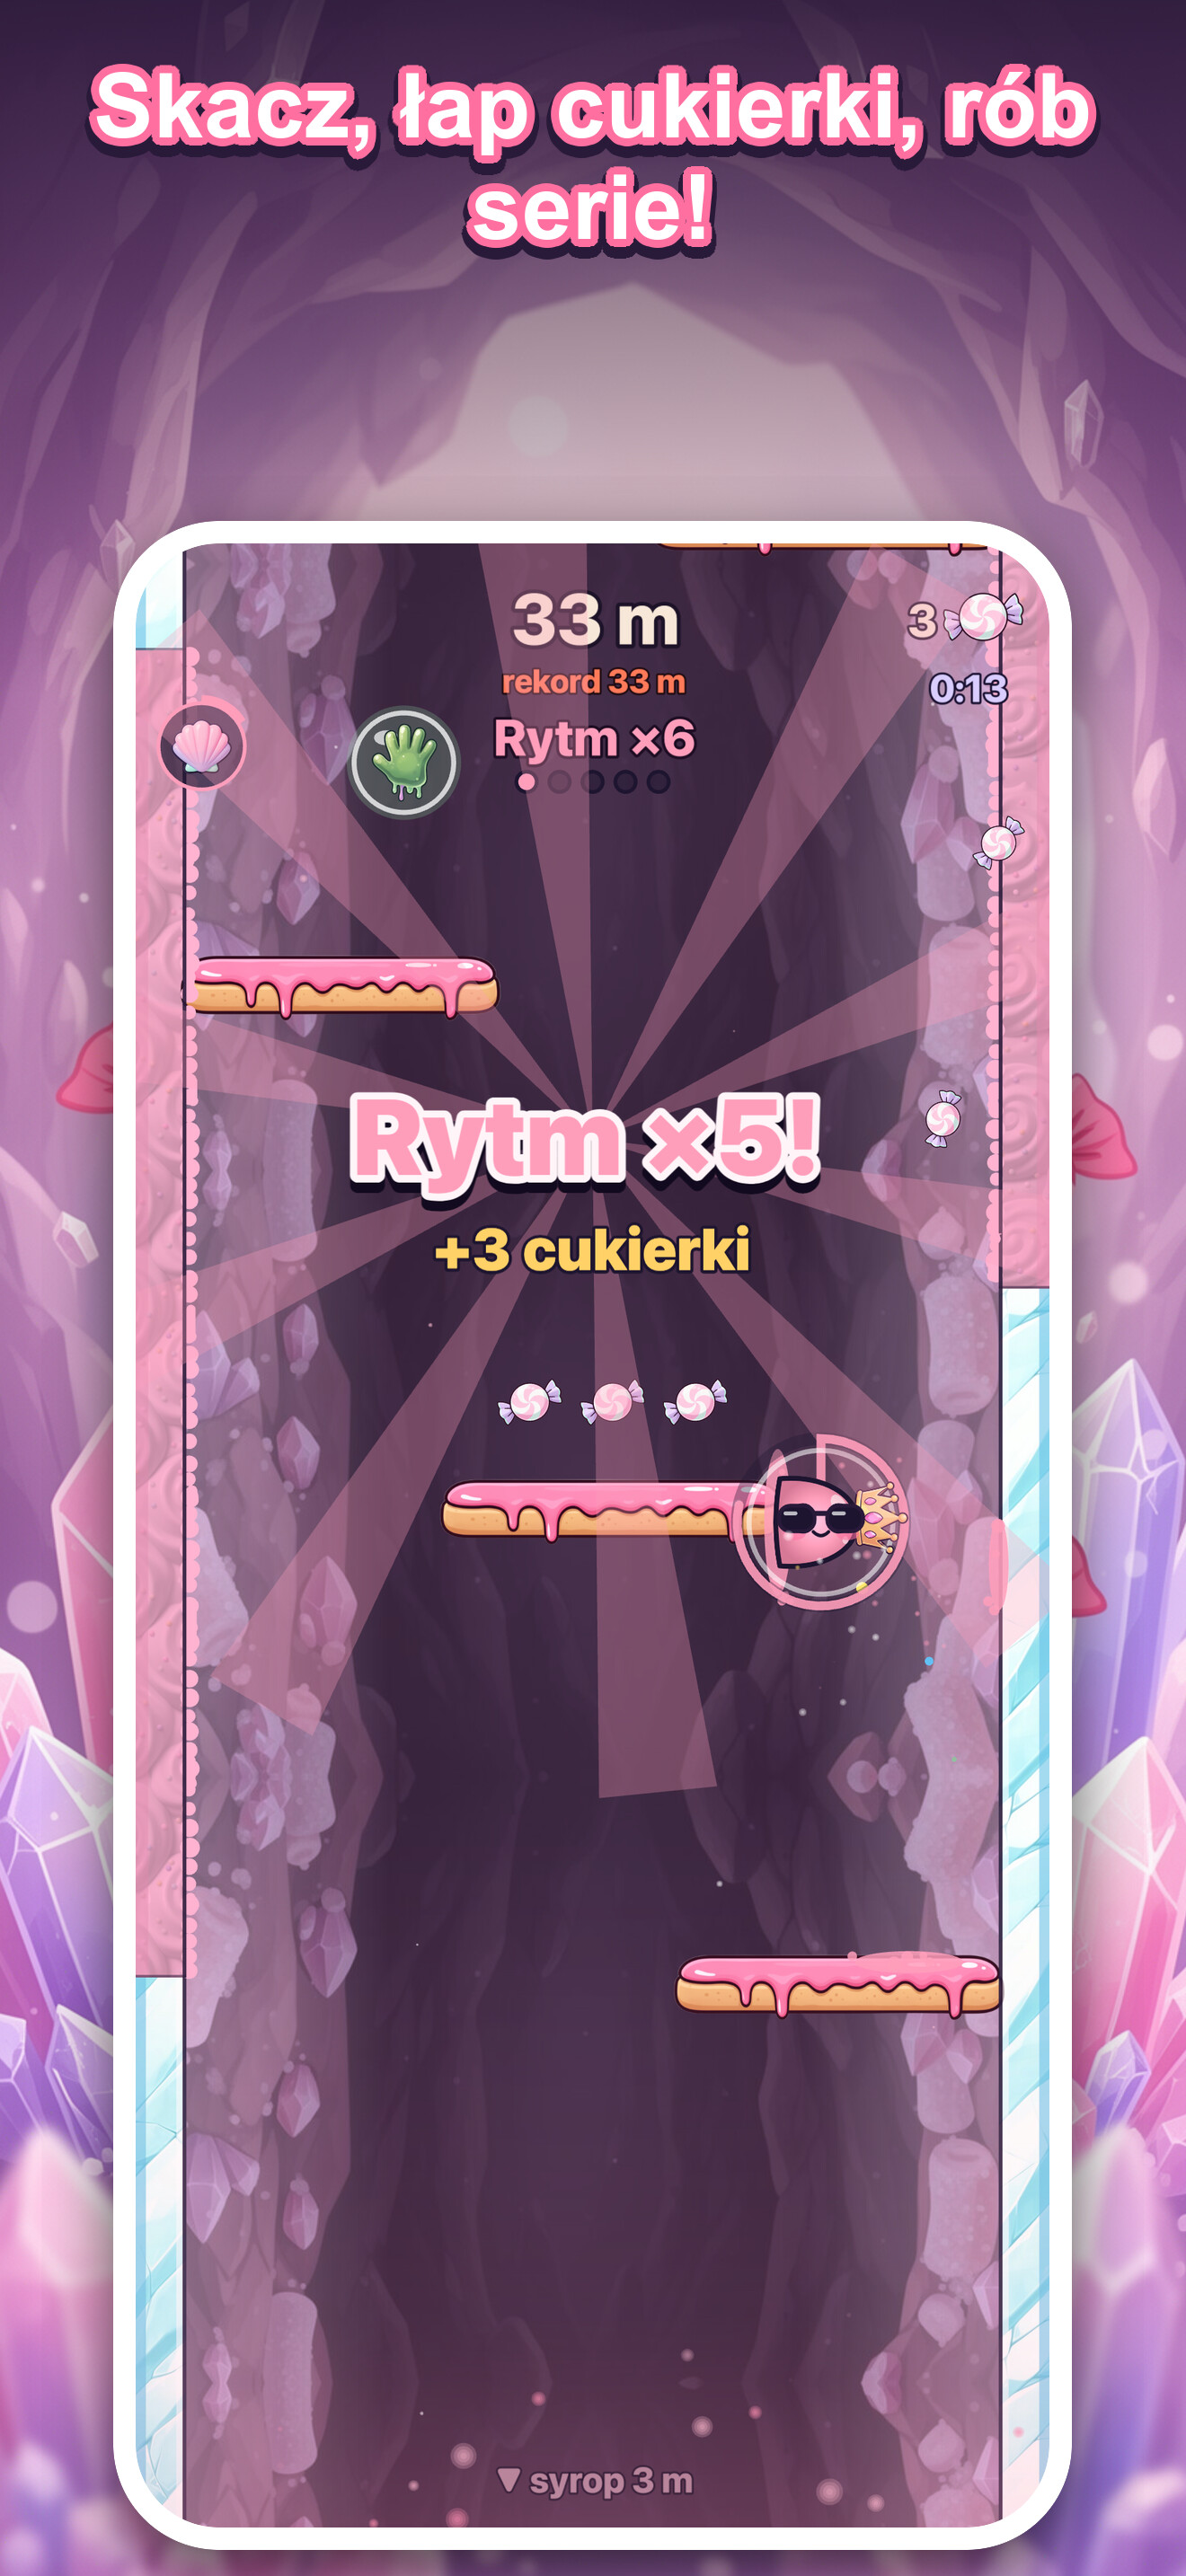 Skacz, łap cukierki, rób
serie!
33 m
3
rekord 33 m
0:13
Rytm ×6
Rytm ×5!
+3 cukierki
▼ syrop 3 m